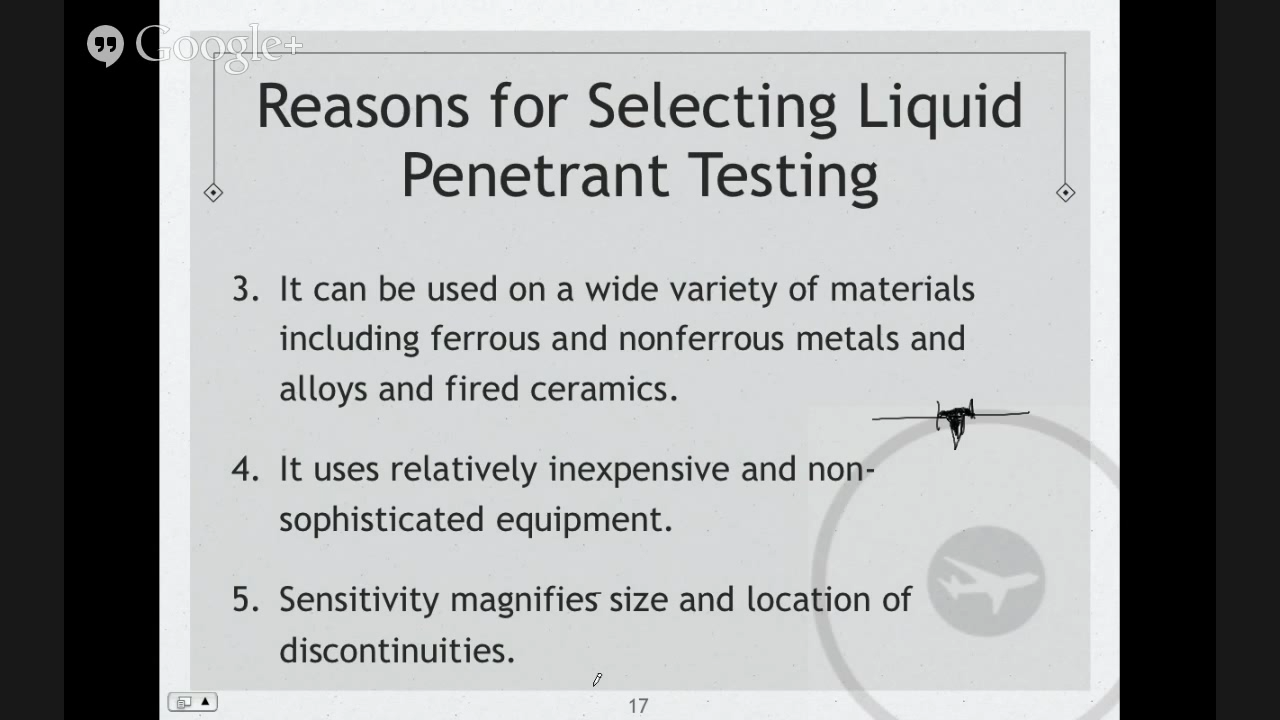 Google+
Reasons for Selecting Liquid
Penetrant Testing
3. It can be used on a wide variety of materials
including ferrous and nonferrous metals and
alloys and fired ceramics.
4. It uses relatively inexpensive and non-
sophisticated equipment.
5. Sensitivity magnifies size and location of
discontinuities.
17